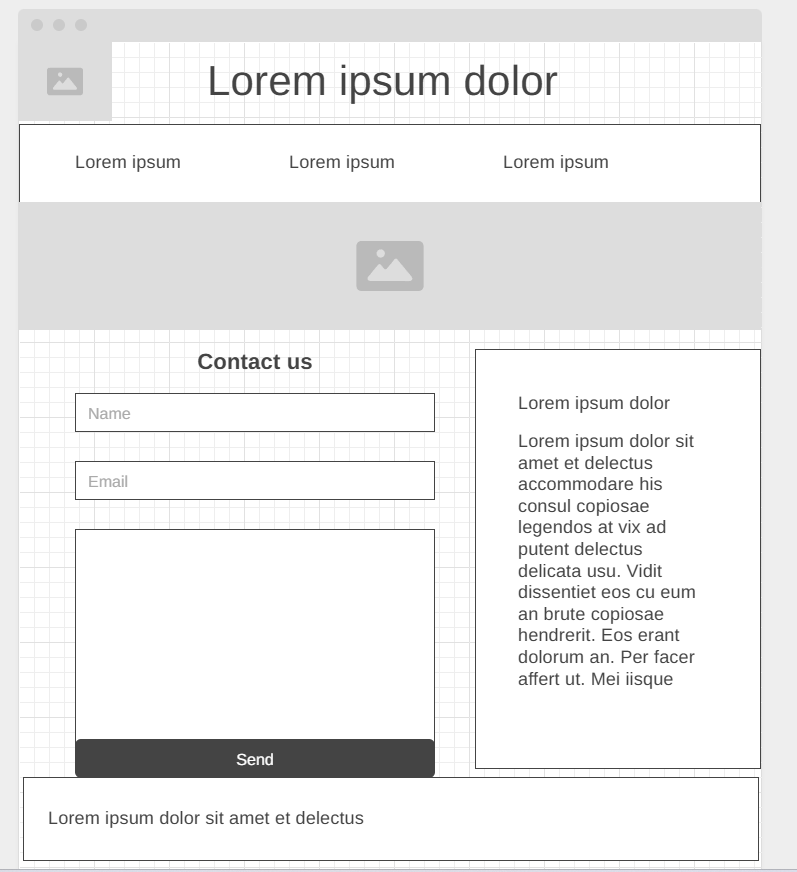 Lorem ipsum dolor
Lorem ipsum
Lorem ipsum
Lorem ipsum
Contact us
Name
Email
Send
Lorem ipsum dolor
Lorem ipsum dolor sit
amet et delectus
accommodare his
consul copiosae
legendos at vix ad
putent delectus
delicata usu. Vidit
dissentiet eos cu eum
an brute copiosae
hendrerit. Eos erant
dolorum an. Per facer
affert ut. Mei iisque
Lorem ipsum dolor sit amet et delectus